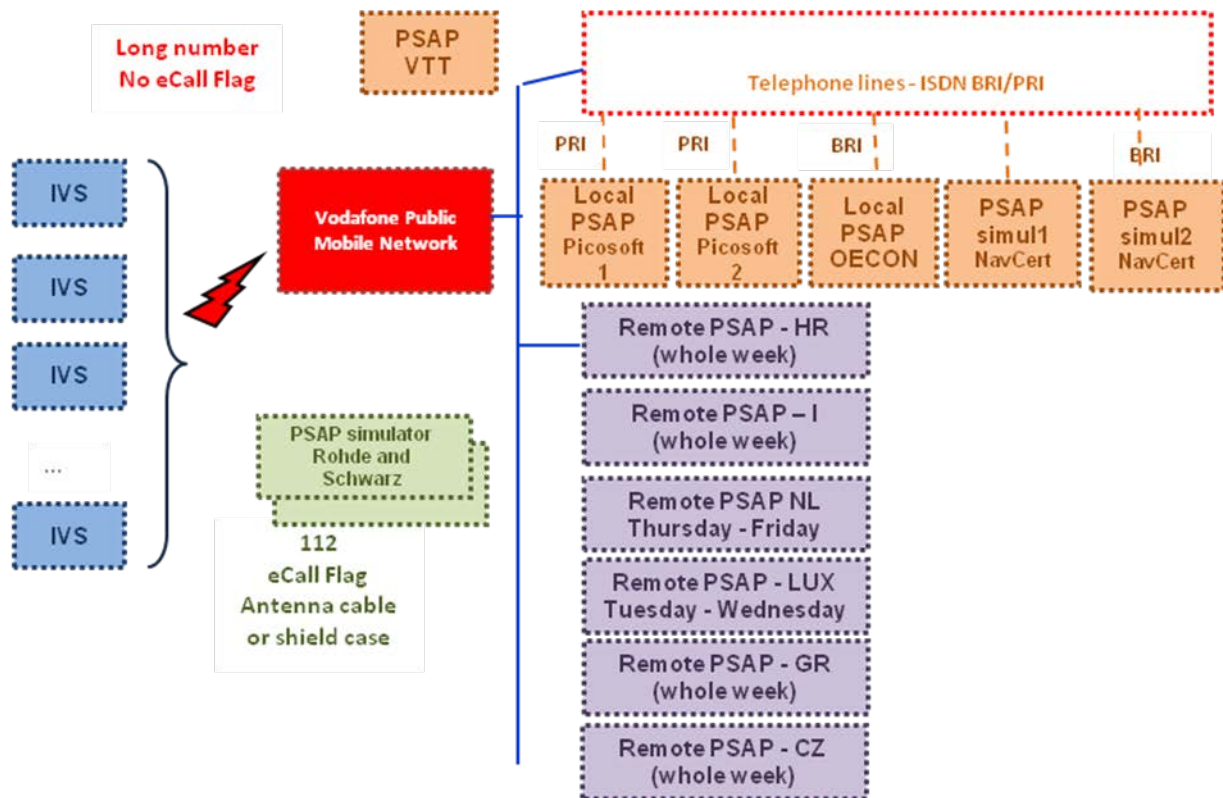 Long number
No eCall Flag
PSAP
VTT
Telephone lines - ISDN BRI/PRI
PRI
PRI
BRI
BRI
IVS
IVS
IVS
...
IVS
Vodafone Public
Mobile Network
Local
PSAP
Picosoft
1
Local
PSAP
Picosoft
2
Local
PSAP
OECON
PSAP
simul1
NavCert
PSAP
simul2
NavCert
PSAP simulator
Rohde and
Schwarz
112
eCall Flag
Antenna cable
or shield case
Remote PSAP - HR
(whole week)
Remote PSAP – I
(whole week)
Remote PSAP NL
Thursday - Friday
Remote PSAP - LUX
Tuesday - Wednesday
Remote PSAP - GR
(whole week)
Remote PSAP - CZ
(whole week)